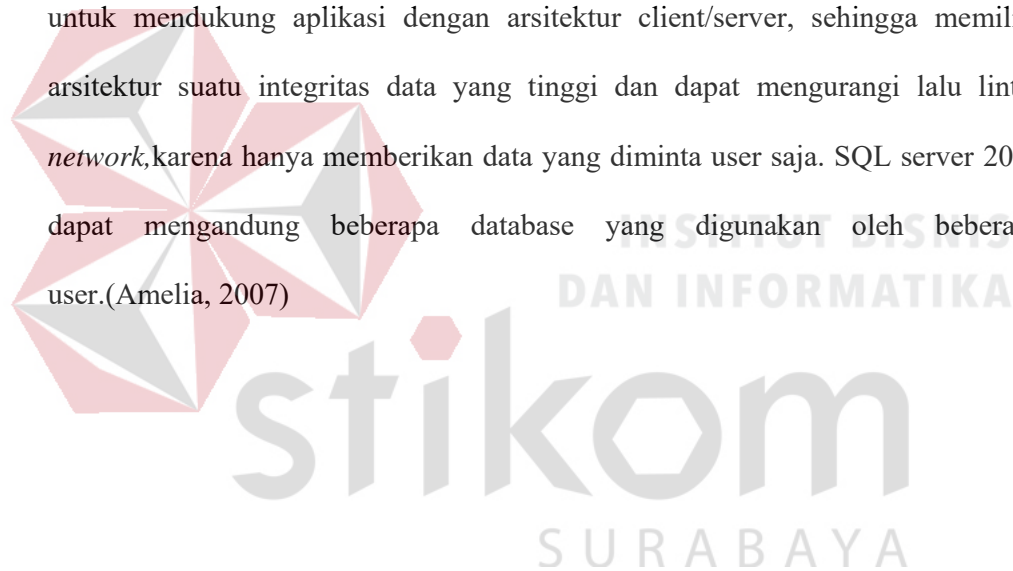 untuk mendukung aplikasi dengan arsitektur client/server, sehingga memil
arsitektur suatu integritas data yang tinggi dan dapat mengurangi lalu lint
network,karena hanya memberikan data yang diminta user saja. SQL server 20
dapat mengandung beberapa database yang digunakan oleh bebera
user.(Amelia, 2007)
INSTITUT BISNIS
DAN INFORMATIKA
stikom
SURABAYA